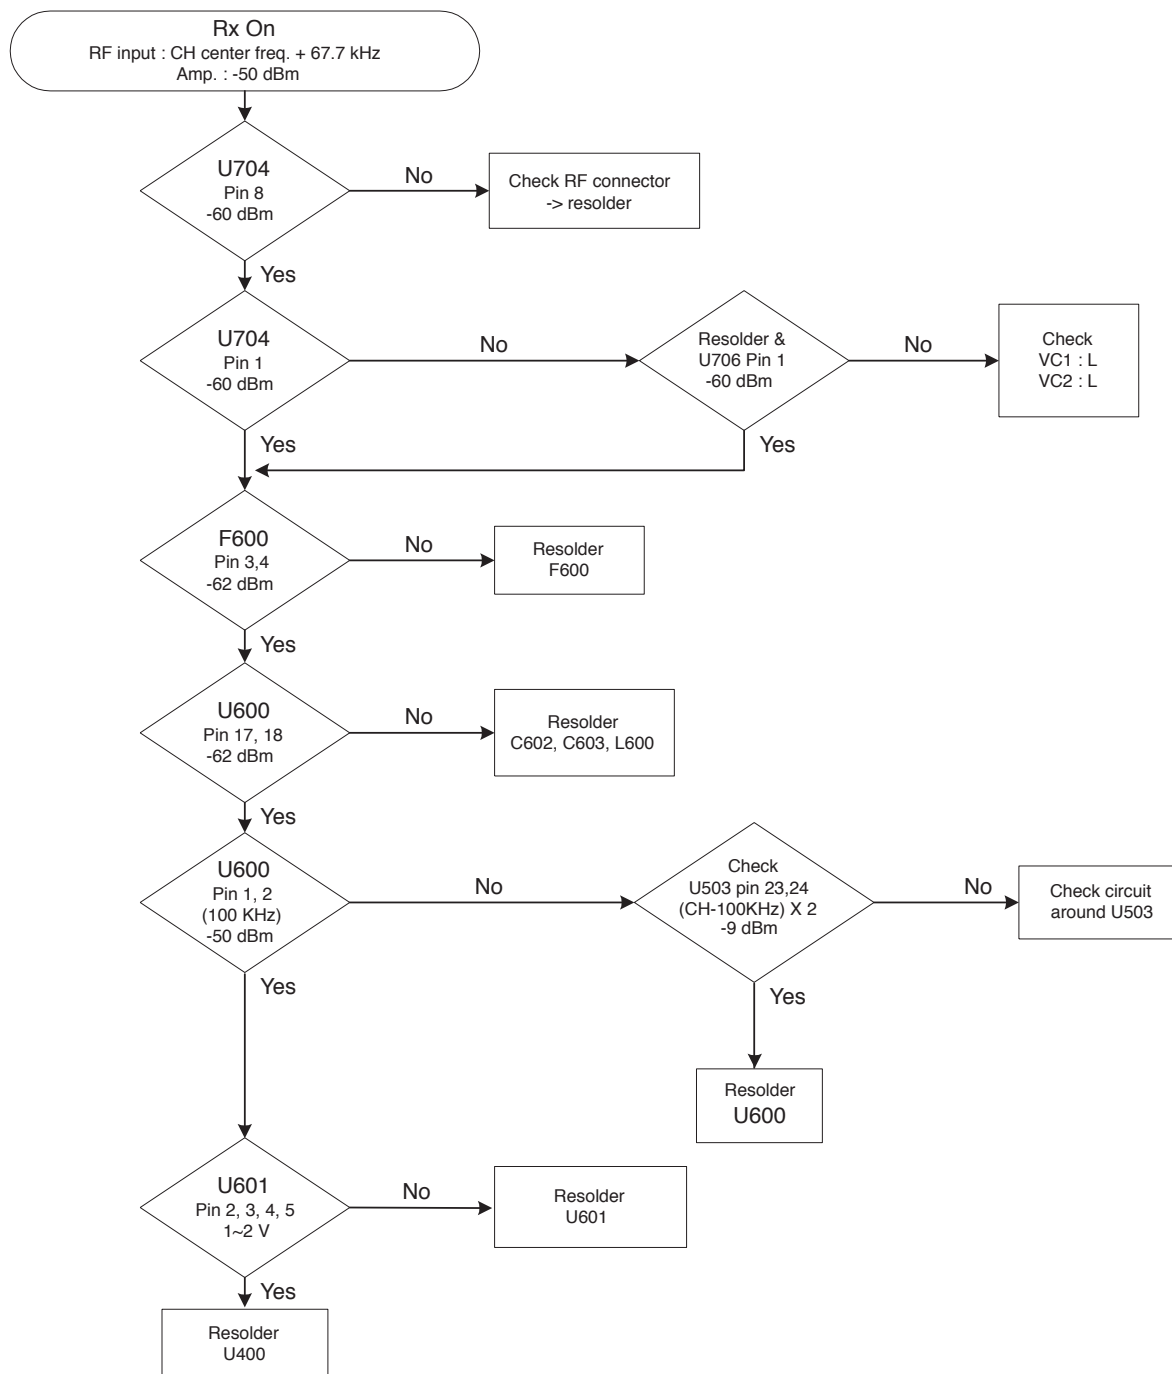 Rx On
RF input : CH center freq. + 67.7 kHz
Amp. : -50 dBm
U704
Pin 8
-60 dBm
No
Check RF connector
-> resolder
Yes
U704
Pin 1
-60 dBm
No
Resolder &
U706 Pin 1
-60 dBm
No
Check
VC1 : L
VC2 : L
Yes
Yes
F600
Pin 3,4
-62 dBm
No
Resolder
F600
Yes
U600
Pin 17, 18
-62 dBm
No
Resolder
C602, C603, L600
Yes
U600
Pin 1, 2
(100 KHz)
-50 dBm
No
Check
U503 pin 23,24
(CH-100KHz) X 2
-9 dBm
No
Check circuit
around U503
Yes
Yes
Resolder
U600
U601
Pin 2, 3, 4, 5
1~2 V
No
Resolder
U601
Yes
Resolder
U400